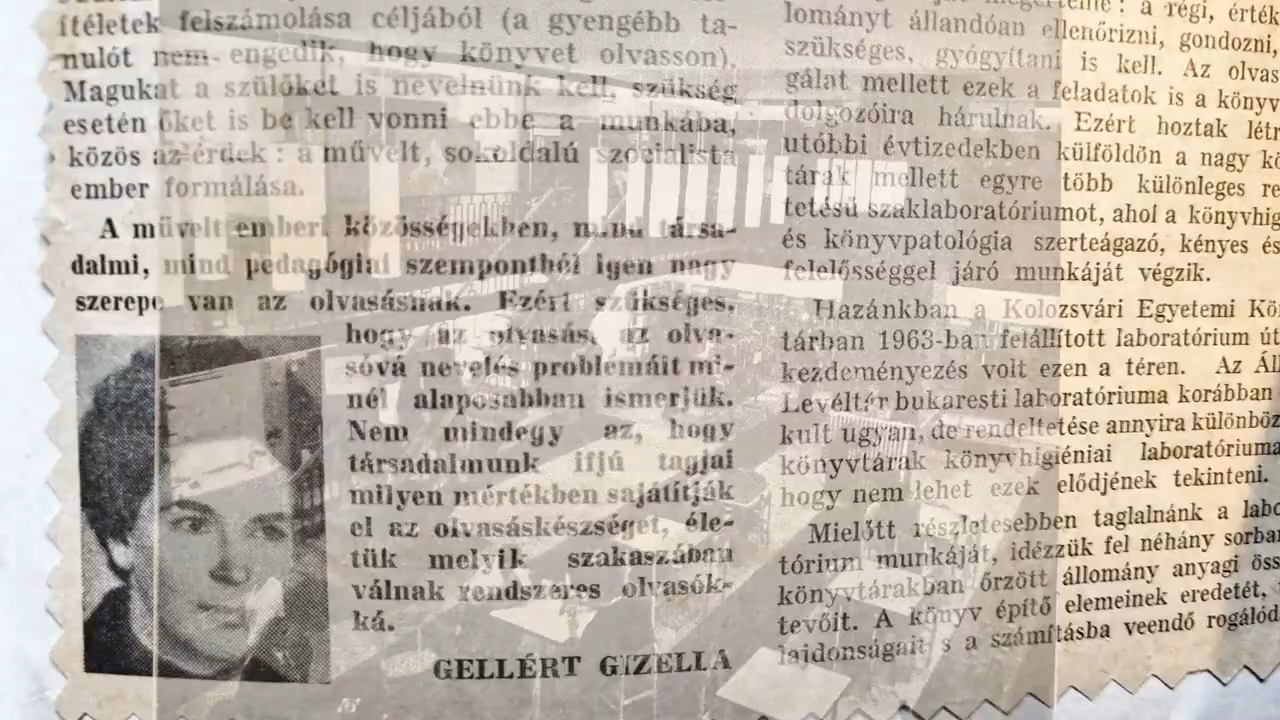 ítéletek felszámolása céljából (a gyengébb ta-
nulót nem engedik, hogy könyvet olvasson).
Magukat a szülőket is nevelnünk kell, szükség
esetén őket is be kell vonni ebbe a munkába,
közös az érdek : a művelt, sokoldalú szocialista
ember formálása.
A művelt emberi közösségekben, mind társa-
dalmi, mind pedagógiai szempontból igen nagy
szerepe van az olvasásnak. Ezért szükséges,
hogy az olvasás, az olva-
sóvá nevelés problémáit mi-
nél alaposabban ismerjük.
Nem mindegy az, hogy
társadalmunk ifjú tagjai
milyen mértékben sajátítják
el az olvasáskészséget, éle-
tük melyik szakaszában
válnak rendszeres olvasók-
ká.
GELLÉRT GIZELLA
: a régi, érték
lományt állandóan ellenőrizni, gondozni,
szükséges, gyógyítani is kell. Az olvas
gálat mellett ezek a feladatok is a könyv
dolgozóira hárulnak. Ezért hoztak létr
utóbbi évtizedekben külföldön a nagy kö
tárak mellett egyre több különleges re
tetésű szaklaboratóriumot, ahol a könyvhig
és könyvpatológia szerteágazó, kényes és
felelősséggel járó munkáját végzik.
Hazánkban a Kolozsvári Egyetemi Kö
tárban 1963-ban felállított laboratórium út
kezdeményezés volt ezen a téren. Az Ál
Levéltár bukaresti laboratóriuma korábban
kult ugyan, de rendeltetése annyira különböz
könyvtárak könyvhigiéniai laboratóriuma
hogy nem lehet ezek elődjének tekinteni.
Mielőtt részletesebben taglalnánk a labo
tórium munkáját, idézzük fel néhány sorban
könyvtárakban őrzött állomány anyagi öss
tevőit. A könyv építő elemeinek eredetét,
lajdonságait s a számításba veendő rogálód